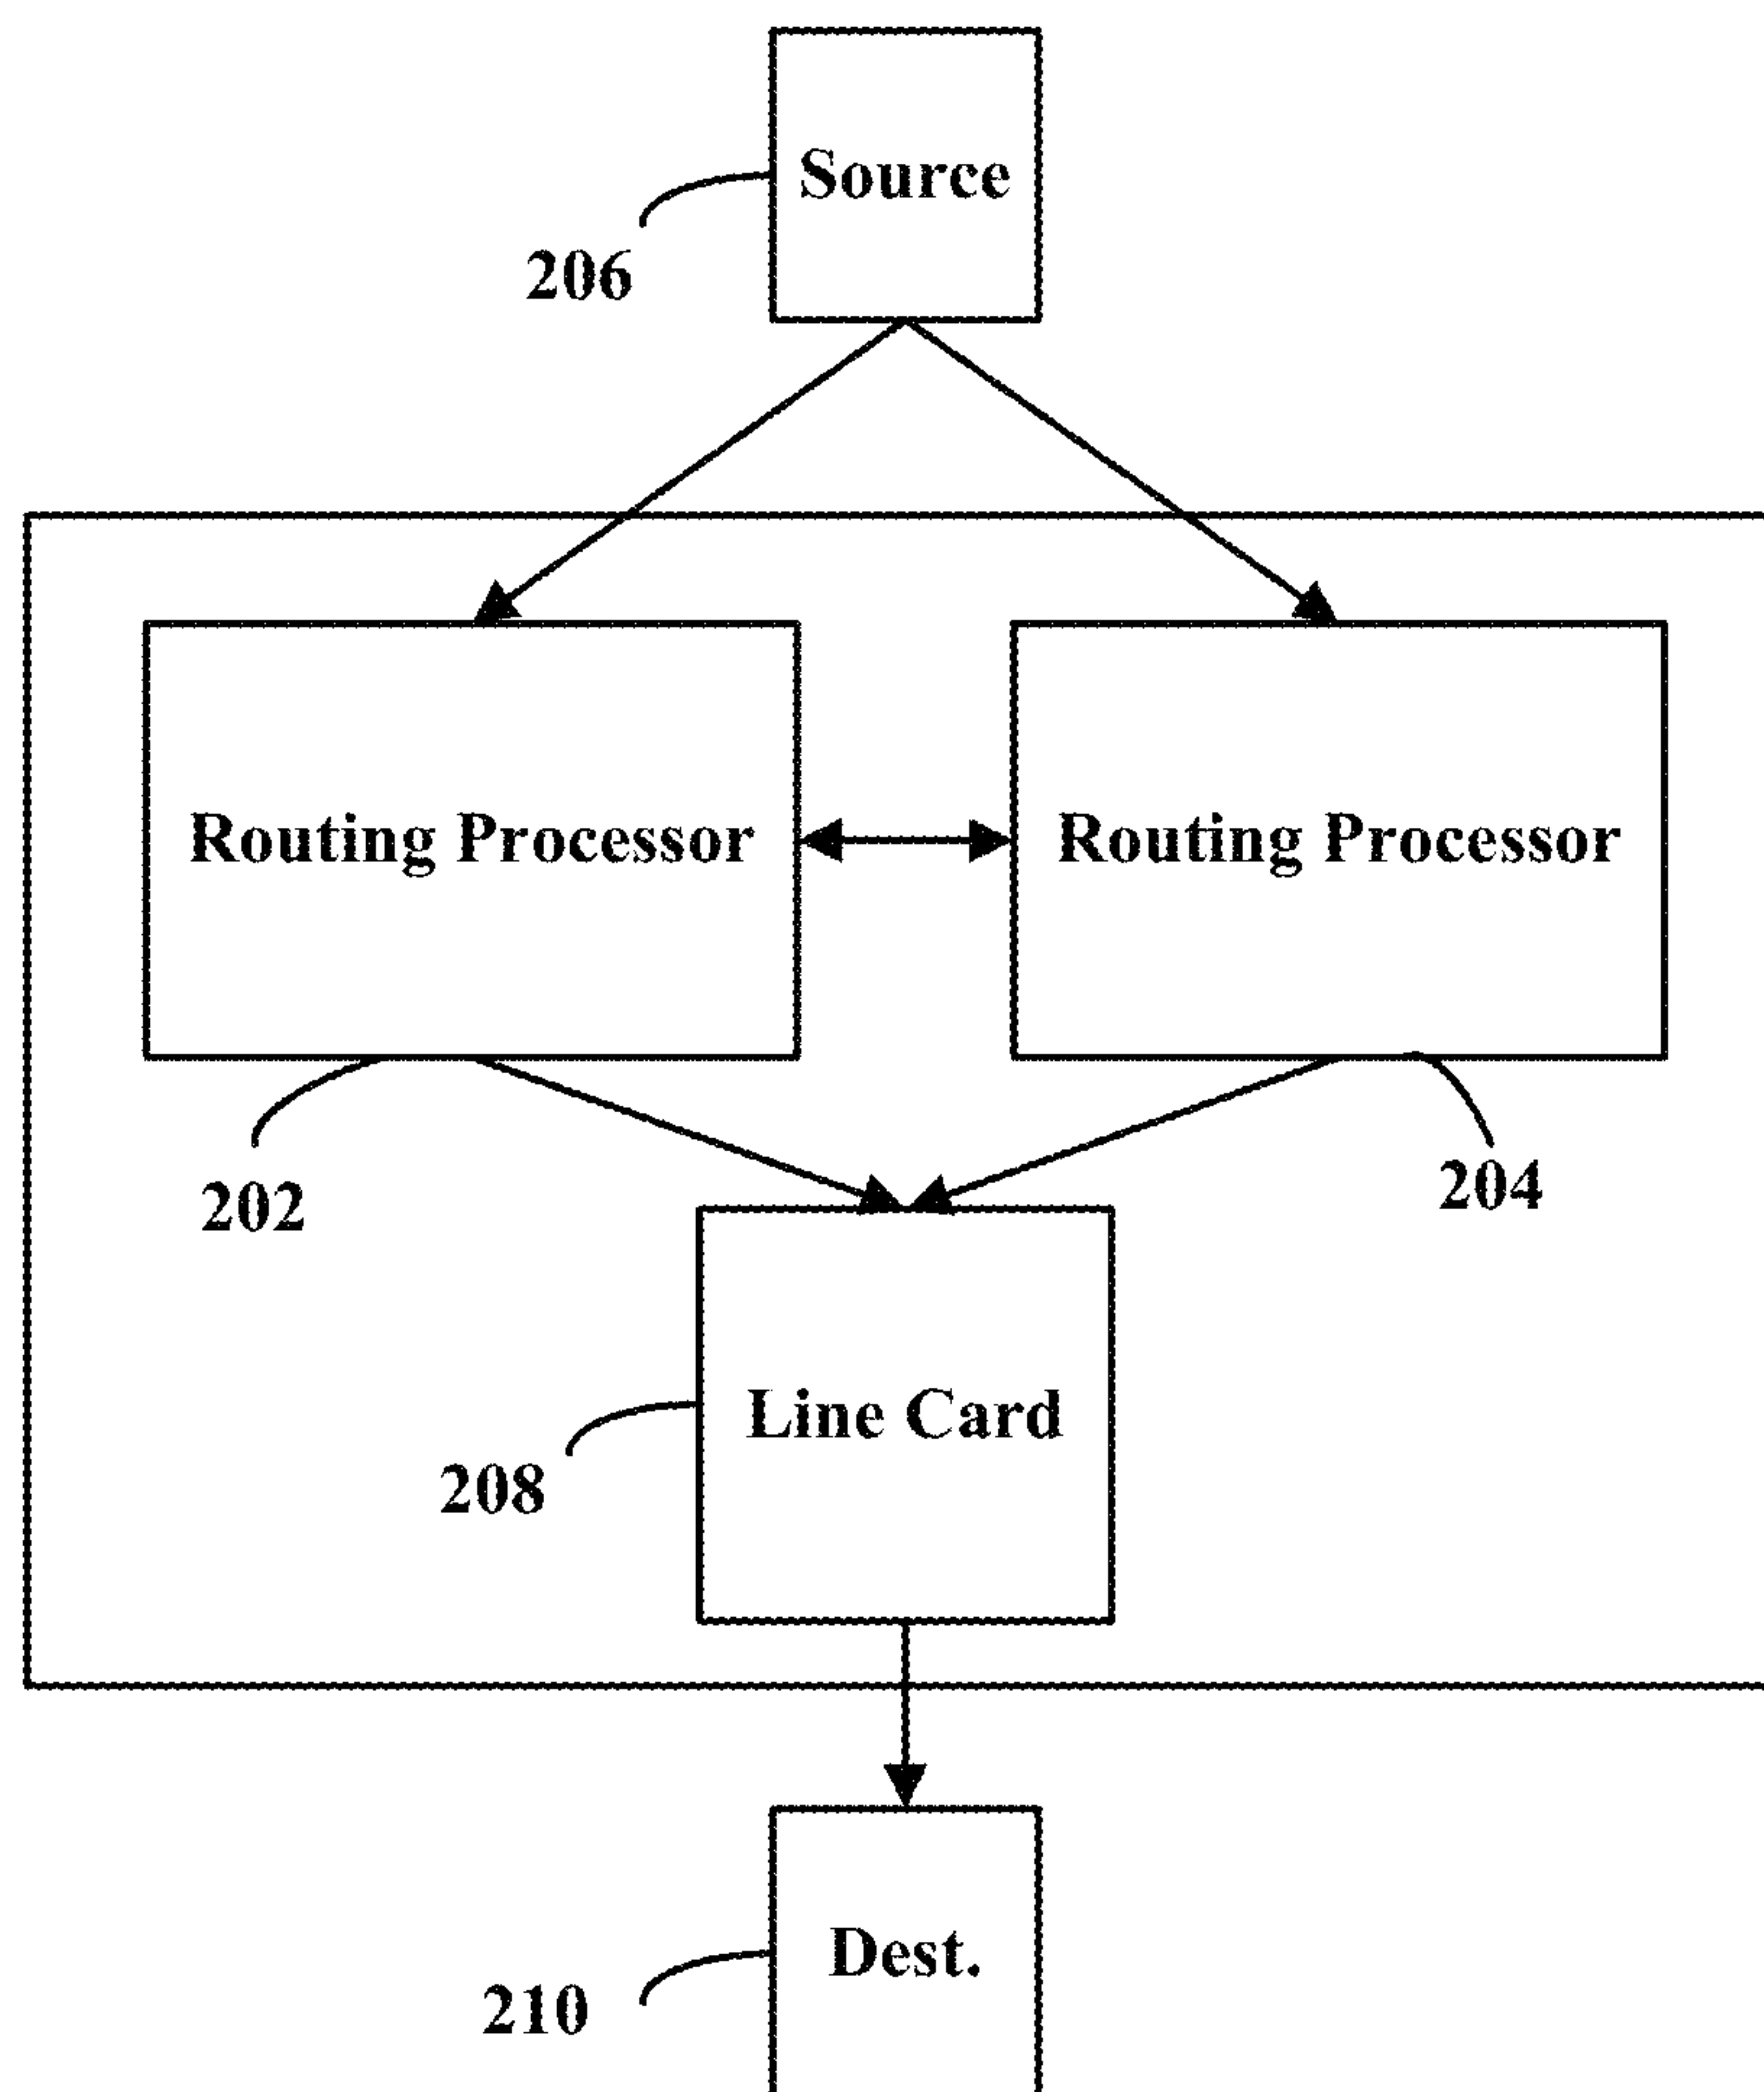 Source
206
Routing Processor
Routing Processor
202
204
Line Card
208
Dest.
210